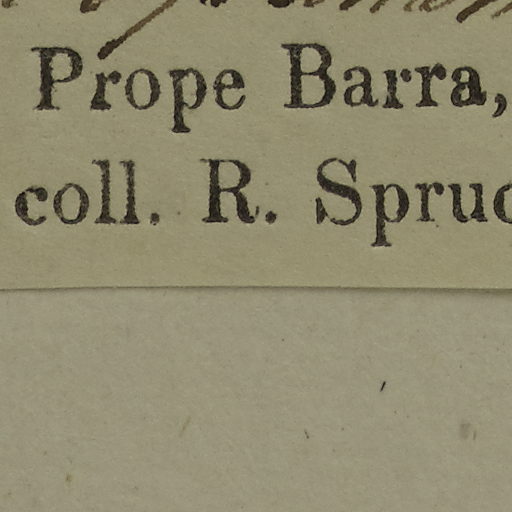 Prope Barra,
coll. R. Spruc